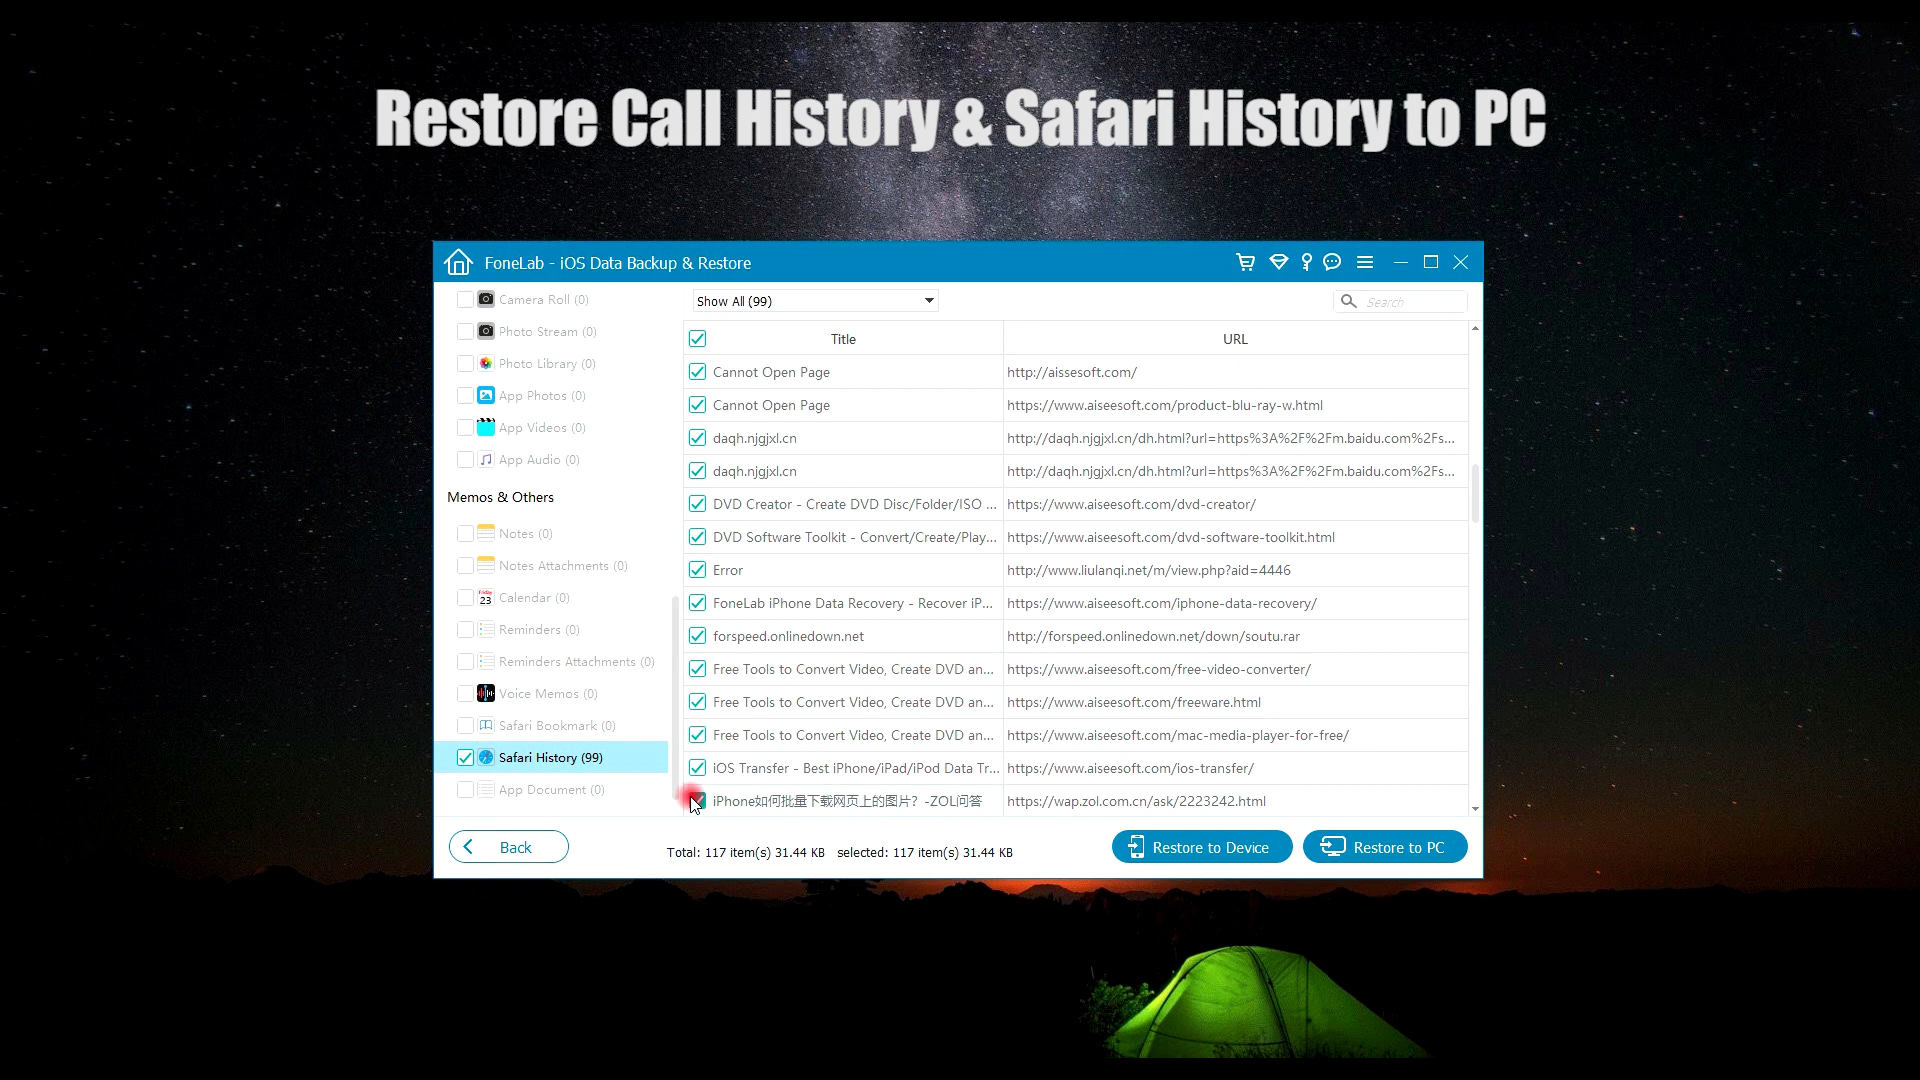 Restore Call History & Safari History to PC
FoneLab - iOS Data Backup & Restore
Camera Roll (0)
Photo Stream (0)
Photo Library (0)
App Photos (0)
App Videos (0)
App Audio (0)
Memos & Others
Notes (0)
Notes Attachments (0)
Friday
23
Calendar (0)
Reminders (0)
Reminders Attachments (0)
Voice Memos (0)
Safari Bookmark (0)
Safari History (99)
App Document (0)
Show All (99)
Search
Title URL
Cannot Open Page http://aissesoft.com/
Cannot Open Page https://www.aiseesoft.com/product-blu-ray-w.html
daqh.njgjxl.cn http://daqh.njgjxl.cn/dh.html?url=https%3A%2F%2Fm.baidu.com%2Fs...
daqh.njgjxl.cn http://daqh.njgjxl.cn/dh.html?url=https%3A%2F%2Fm.baidu.com%2Fs...
DVD Creator - Create DVD Disc/Folder/ISO ... https://www.aiseesoft.com/dvd-creator/
DVD Software Toolkit - Convert/Create/Play... https://www.aiseesoft.com/dvd-software-toolkit.html
Error http://www.liulanqi.net/m/view.php?aid=4446
FoneLab iPhone Data Recovery - Recover iP... https://www.aiseesoft.com/iphone-data-recovery/
forspeed.onlinedown.net http://forspeed.onlinedown.net/down/soutu.rar
Free Tools to Convert Video, Create DVD an... https://www.aiseesoft.com/free-video-converter/
Free Tools to Convert Video, Create DVD an... https://www.aiseesoft.com/freeware.html
Free Tools to Convert Video, Create DVD an... https://www.aiseesoft.com/mac-media-player-for-free/
iOS Transfer - Best iPhone/iPad/iPod Data Tr... https://www.aiseesoft.com/ios-transfer/
iPhone如何批量下载网页上的图片? -ZOL问答 https://wap.zol.com.cn/ask/2223242.html
Back
Total: 117 item(s) 31.44 KB selected: 117 item(s) 31.44 KB
Restore to Device
Restore to PC